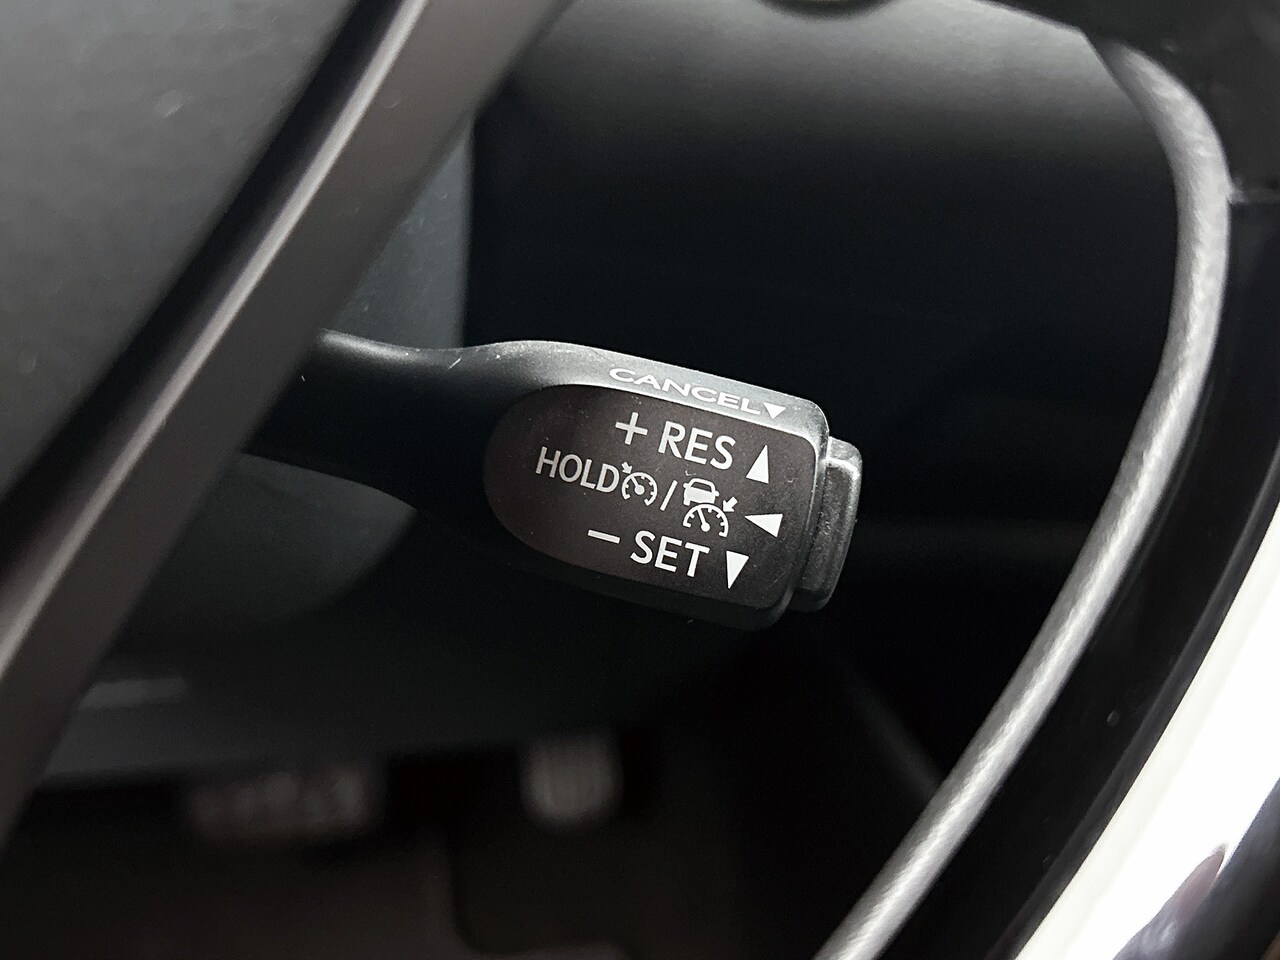 CANCEL▼
+ RES ▲
HOLD / ◀
− SET ▼